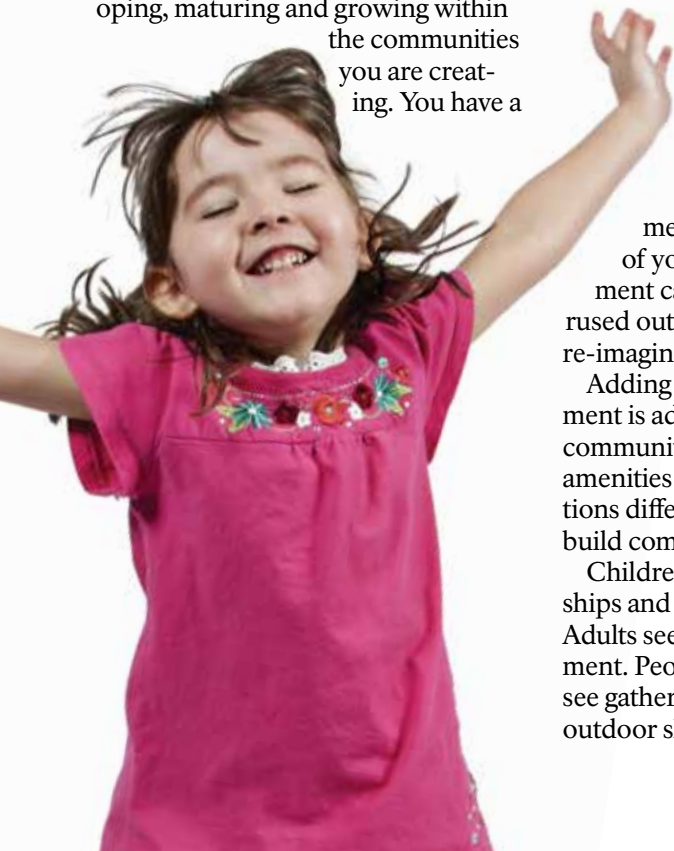 oping, maturing and growing within
the communities
you are creat-
ing. You have a
me
of yo
ment ca
rused out
re-imagin
Adding
ment is ad
communit
amenities
tions diffe
build com
Childre
ships and
Adults see
ment. Peo
see gather
outdoor s